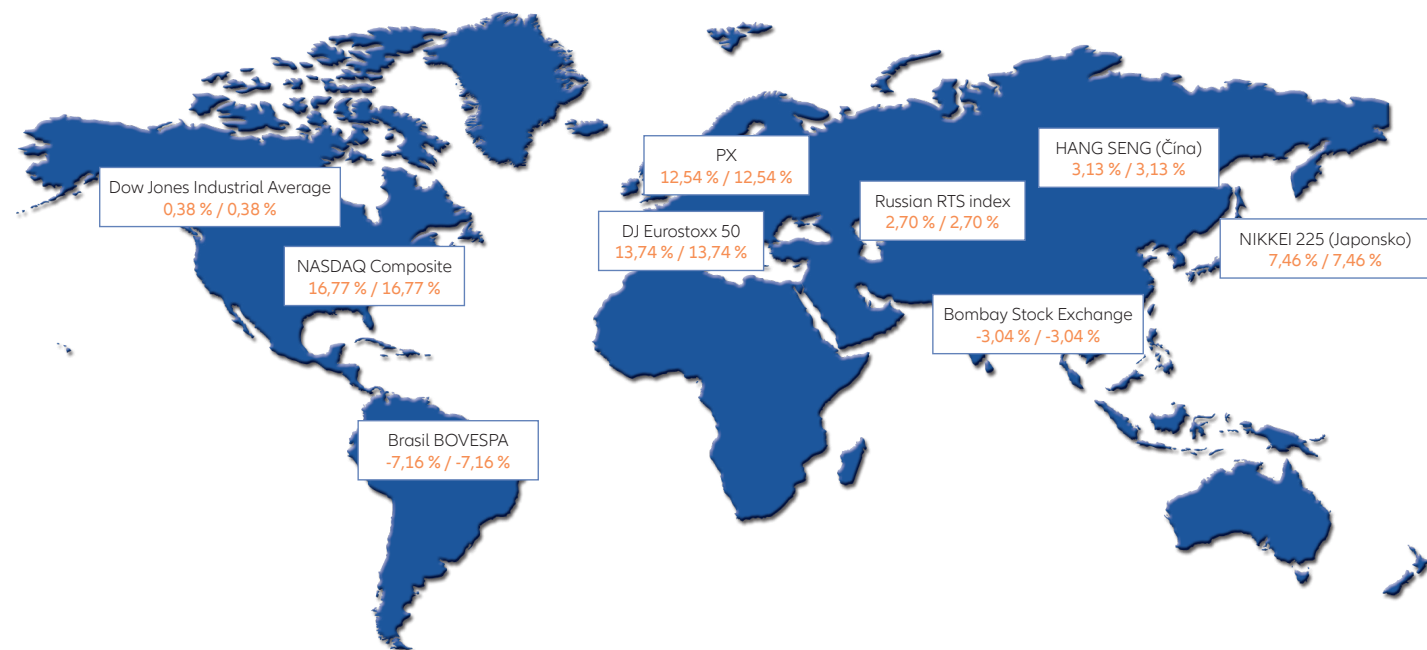 PX
12,54 % / 12,54 %
HANG SENG (Čína)
3,13 % / 3,13 %
Dow Jones Industrial Average
0,38 % / 0,38 %
Russian RTS index
2,70 % / 2,70 %
DJ Eurostoxx 50
13,74 % / 13,74 %
NIKKEI 225 (Japonsko)
7,46 % / 7,46 %
NASDAQ Composite
16,77 % / 16,77 %
Bombay Stock Exchange
-3,04 % / -3,04 %
Brasil BOVESPA
-7,16 % / -7,16 %